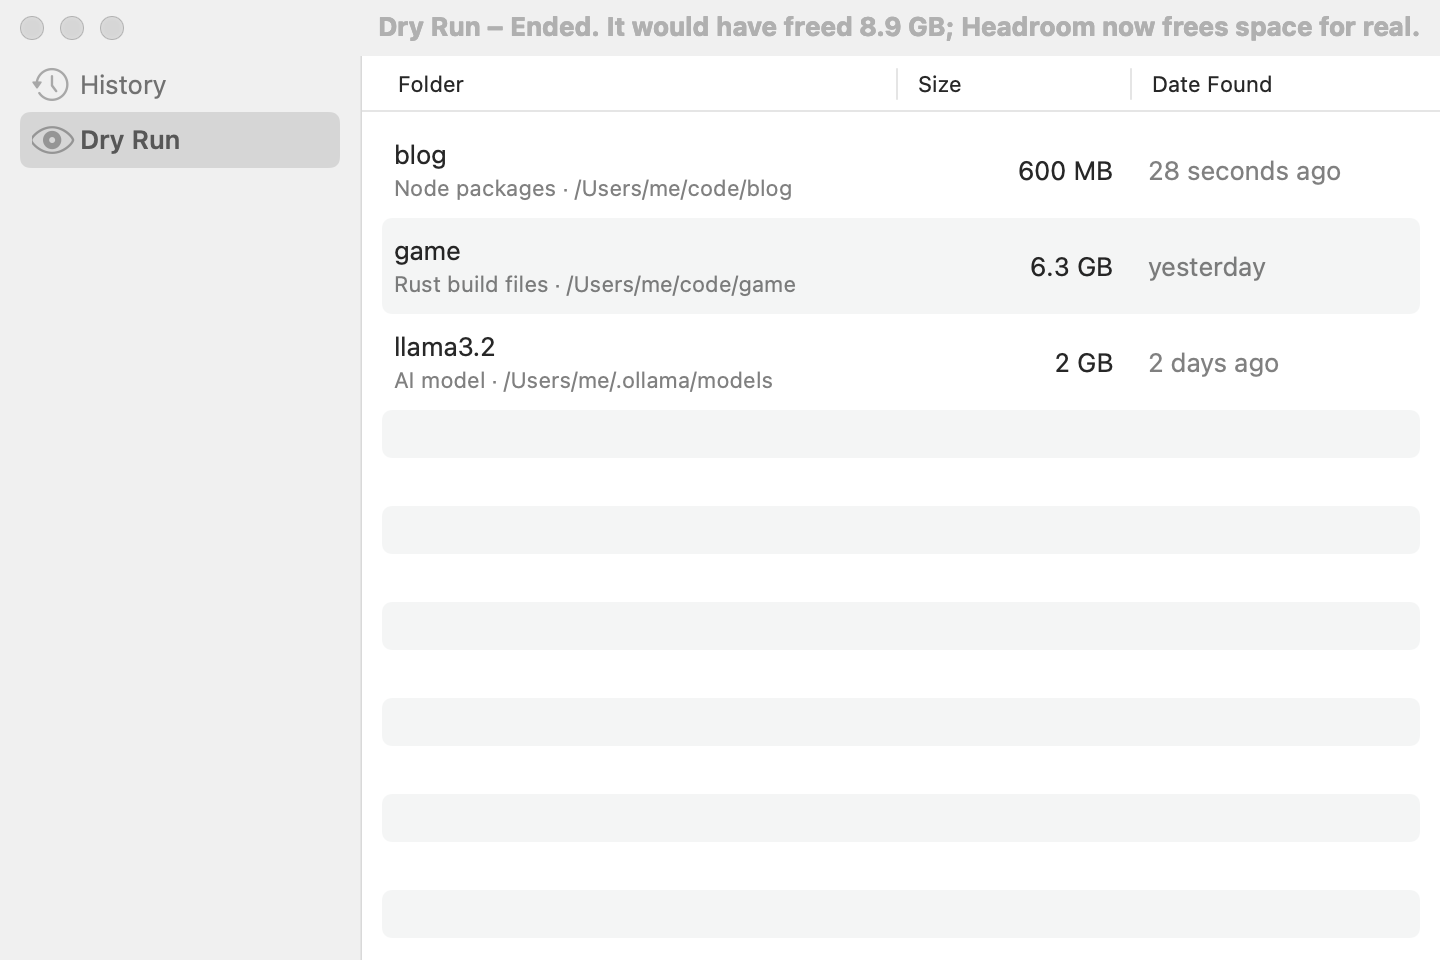 Dry Run – Ended. It would have freed 8.9 GB; Headroom now frees space for real.
History
Dry Run
Folder
Size
Date Found
blog
Node packages · /Users/me/code/blog
600 MB
28 seconds ago
game
Rust build files · /Users/me/code/game
6.3 GB
yesterday
llama3.2
AI model · /Users/me/.ollama/models
2 GB
2 days ago